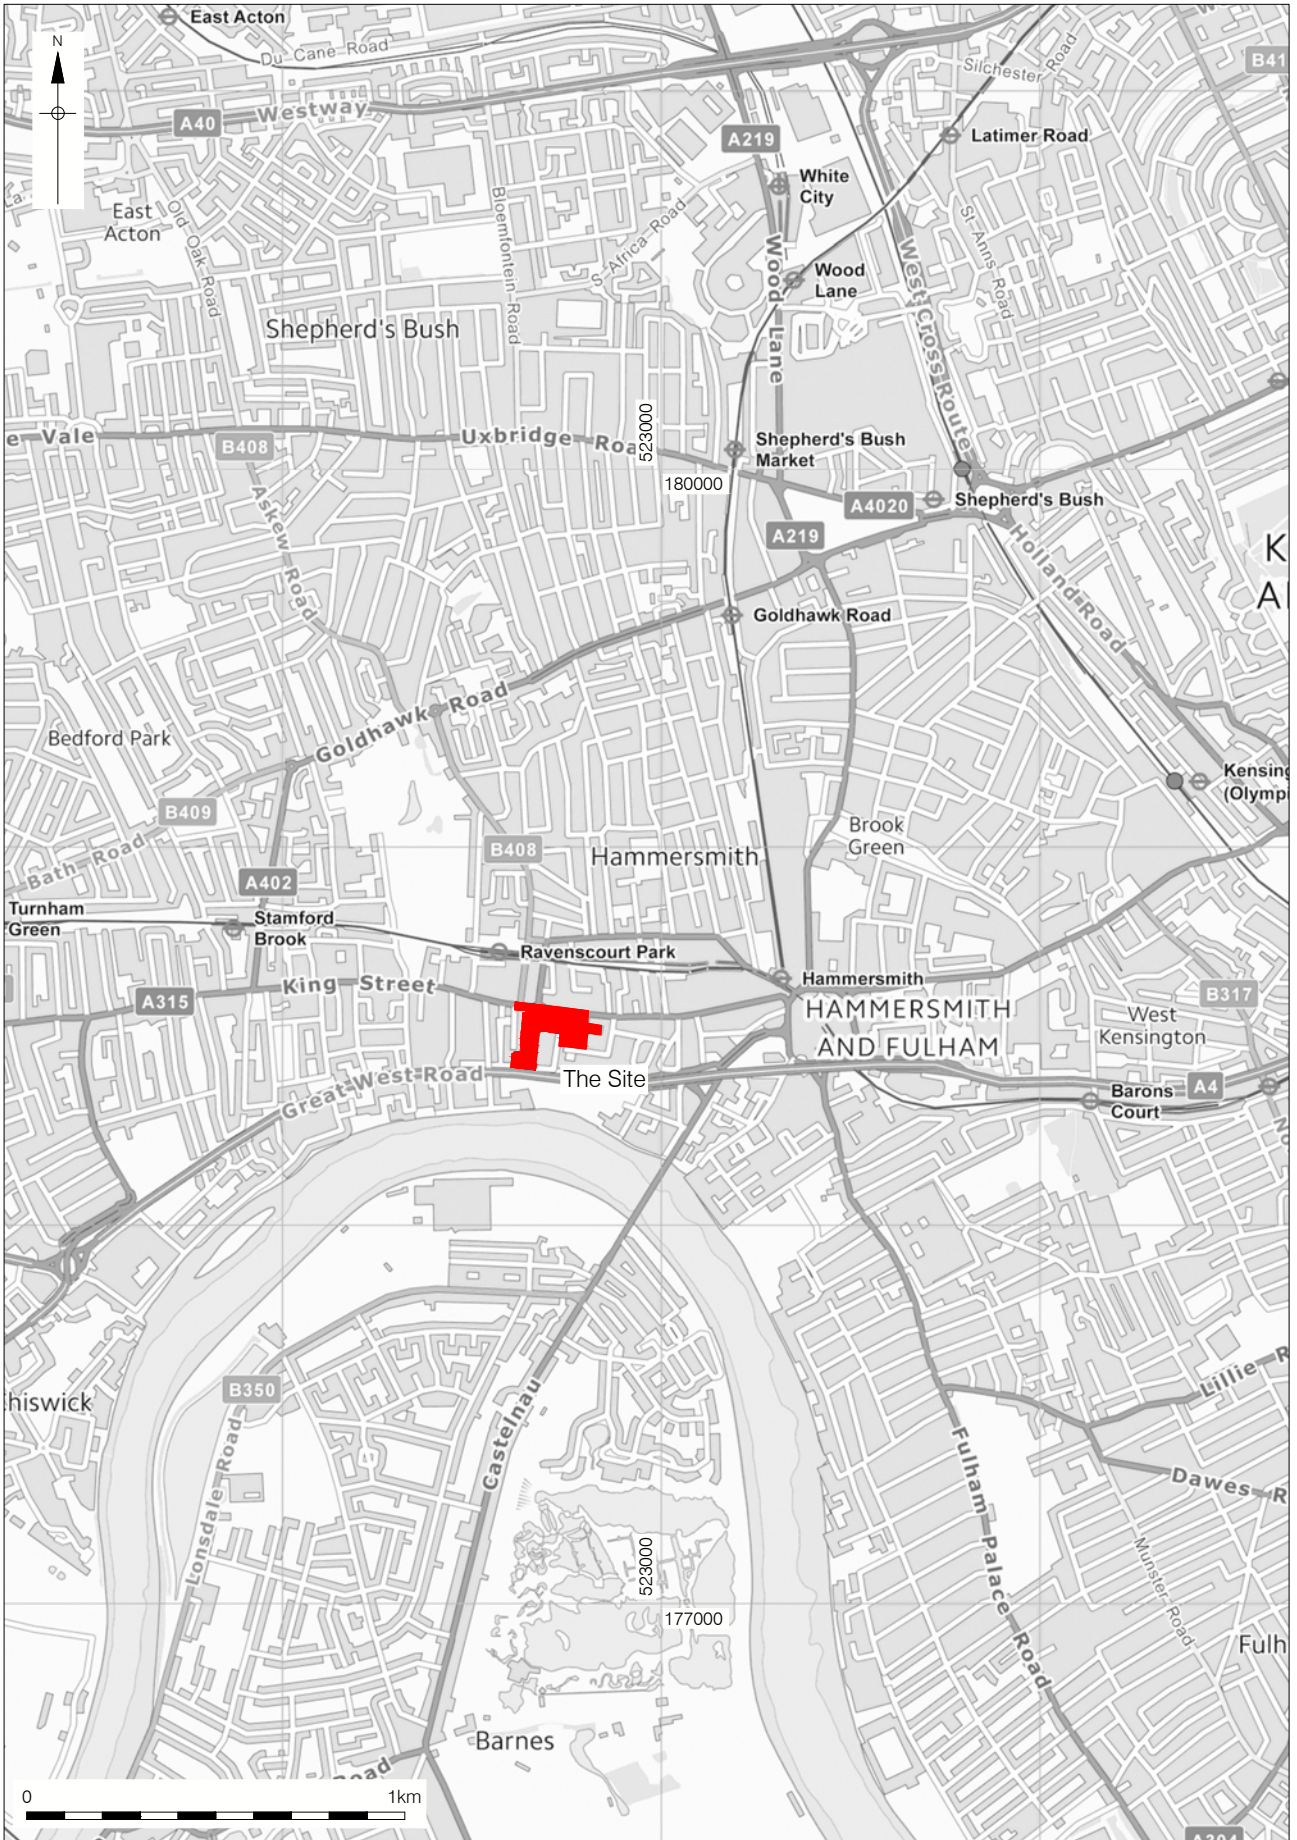 East Acton
N
Du Cane Road
Silchester Road
B41
Westway
A40
A219
Latimer Road
White
City
East
Acton
Old Oak Road
Bloemfontein Road
S Africa Road
St Anns Road
Wood Lane
West Cross Route
Wood
Lane
Shepherd's Bush
e Vale
B408
Uxbridge Roa
523000
180000
Shepherd's Bush
Market
A4020
Shepherd's Bush
Askew Road
A219
Holland Road
K
Goldhawk Road
Goldhawk Road
Bedford Park
Kensing
(Olympi
B409
Bath Road
B408
Hammersmith
Brook
Green
A402
Turnham
Green
Stamford
Brook
Ravenscourt Park
Hammersmith
King Street
A315
HAMMERSMITH
AND FULHAM
B317
West
Kensington
Great West Road
The Site
A4
Barons
Court
No
B350
hiswick
Lonsdale Road
Castelnau
Lillie R
Fulham Palace Road
Dawes R
Munster Road
523000
177000
Fulh
Barnes
Road
0
1km